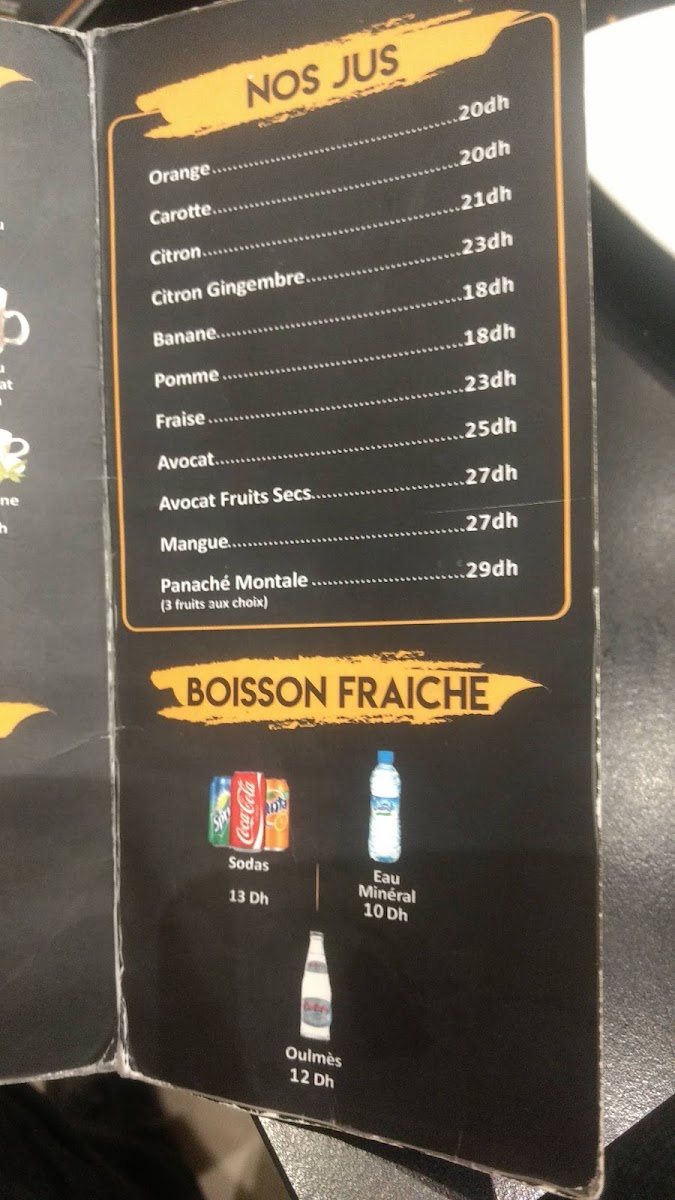 NOS JUS
Orange..........20dh
Carotte..........20dh
Citron..........21dh
Citron Gingembre..........23dh
Banane..........18dh
Pomme..........18dh
Fraise..........23dh
Avocat..........25dh
Avocat Fruits Secs..........27dh
Mangue..........27dh
Panaché Montale..........29dh
(3 fruits aux choix)
BOISSON FRAICHE
Coca-Cola
Sodas
13 Dh
Eau
Minéral
10 Dh
Oulmès
12 Dh